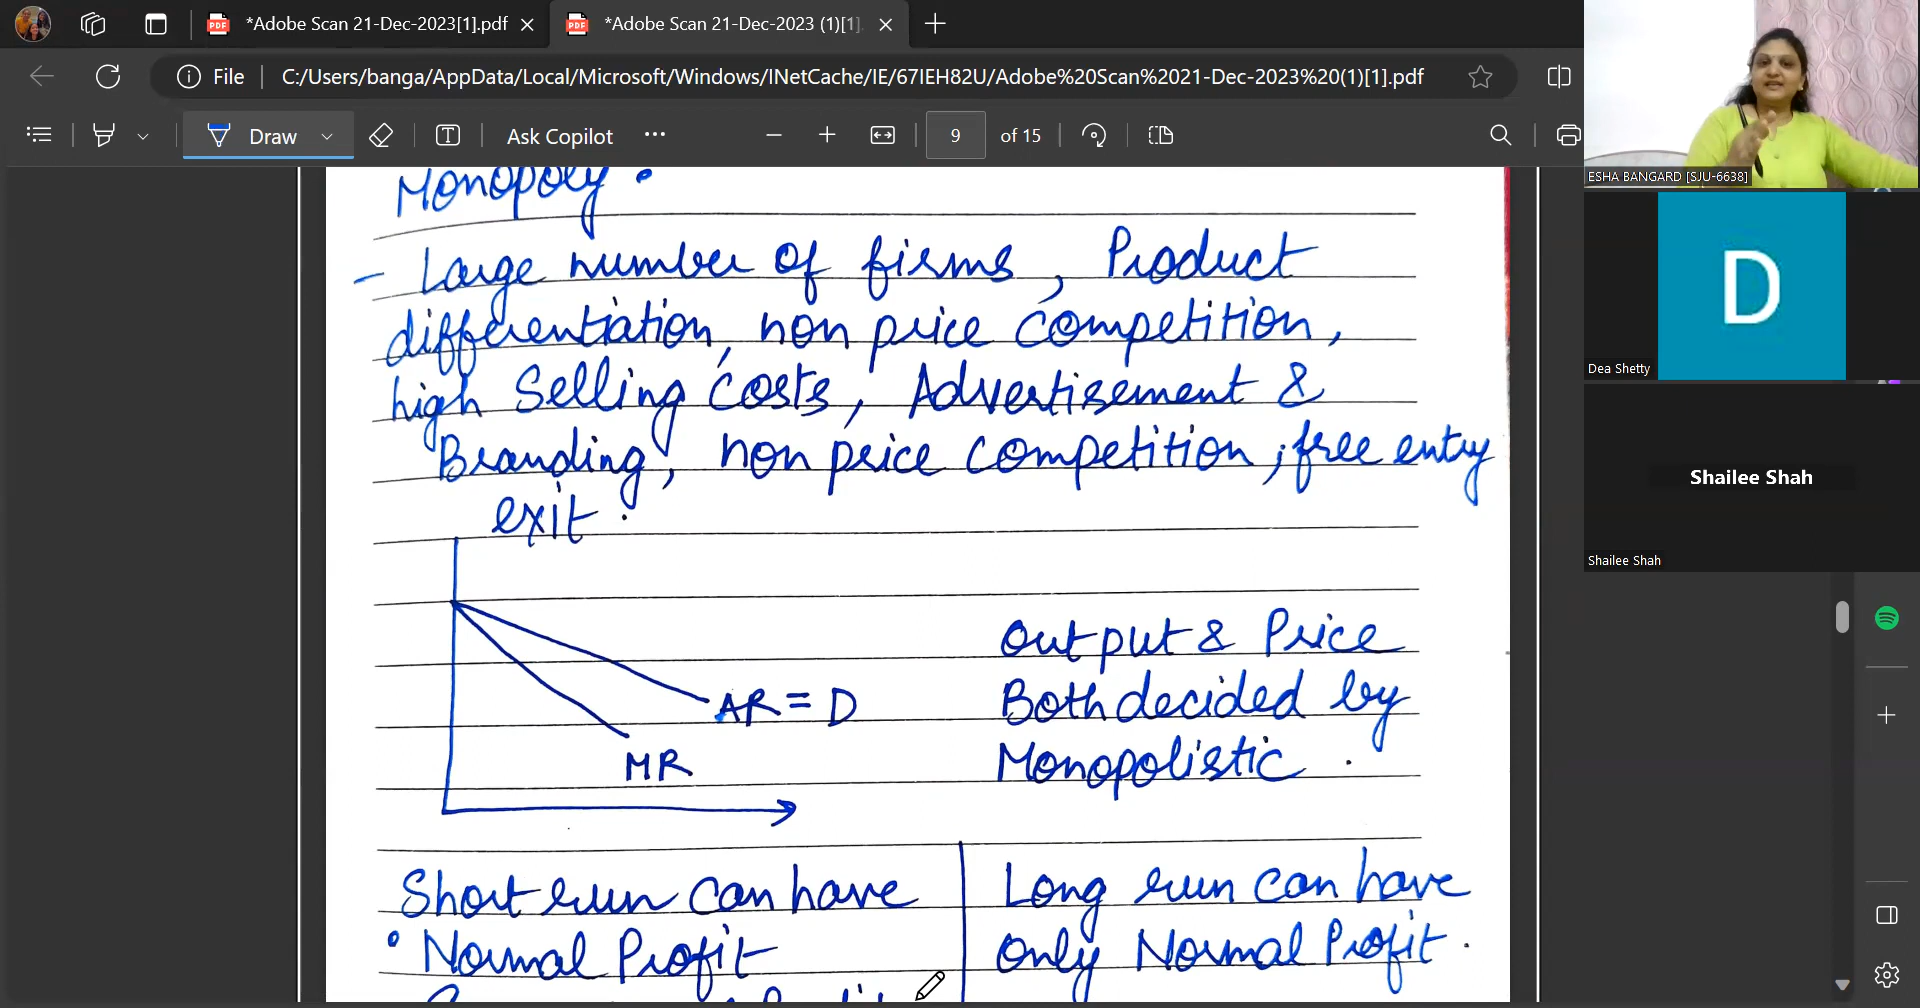 *Adobe Scan 21-Dec-2023[1].pdf
*Adobe Scan 21-Dec-2023 (1)[1].
File
C:/Users/banga/AppData/Local/Microsoft/Windows/INetCache/IE/67IEH82U/Adobe%20Scan%2021-Dec-2023%20(1)[1].pdf
Draw
Ask Copilot
9 of 15
ESHA BANGARD [SJU-6638]
D
Dea Shetty
Shailee Shah
Shailee Shah
Monopoly.
- Large number of firms, Product
differentiation, non price competition,
high Selling costs, Advertisement &
Branding, non price competition, free entry
exit.
AR = D
MR
Output & Price
Both decided by
Monopolistic.
Short run can have
• Normal Profit
Long run can have
only Normal Profit.